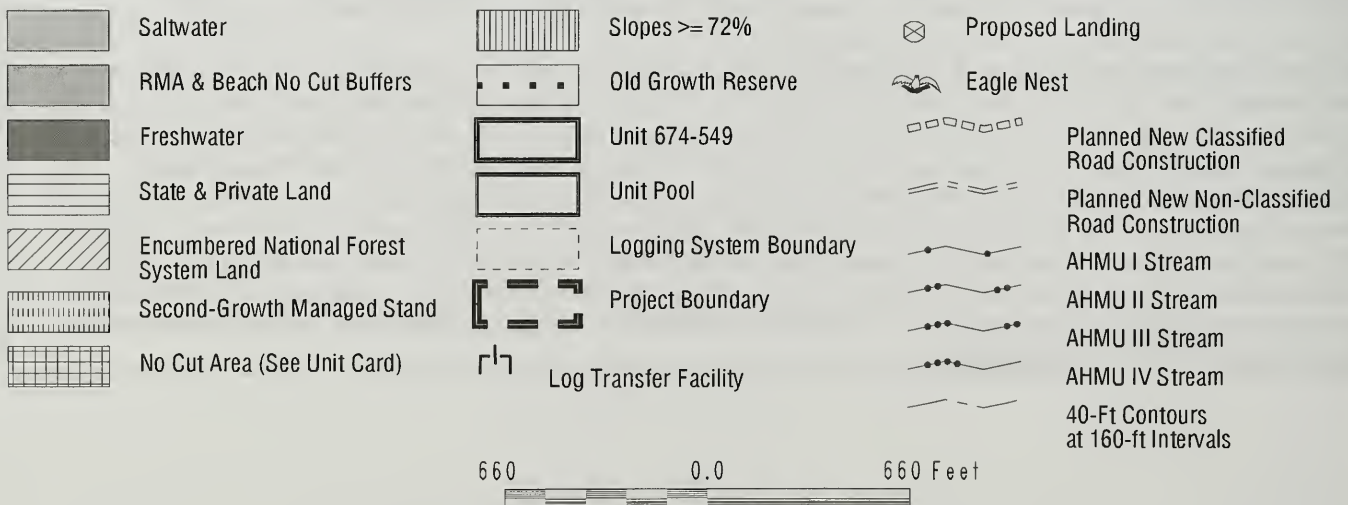 Saltwater
RMA & Beach No Cut Buffers
Freshwater
State & Private Land
Encumbered National Forest
System Land
Second-Growth Managed Stand
No Cut Area (See Unit Card)
Slopes >= 72%
Old Growth Reserve
Unit 674-549
Unit Pool
Logging System Boundary
Project Boundary
Log Transfer Facility
Proposed Landing
Eagle Nest
Planned New Classified
Road Construction
Planned New Non-Classified
Road Construction
AHMU I Stream
AHMU II Stream
AHMU III Stream
AHMU IV Stream
40-Ft Contours
at 160-ft Intervals
660 0.0 660 Feet